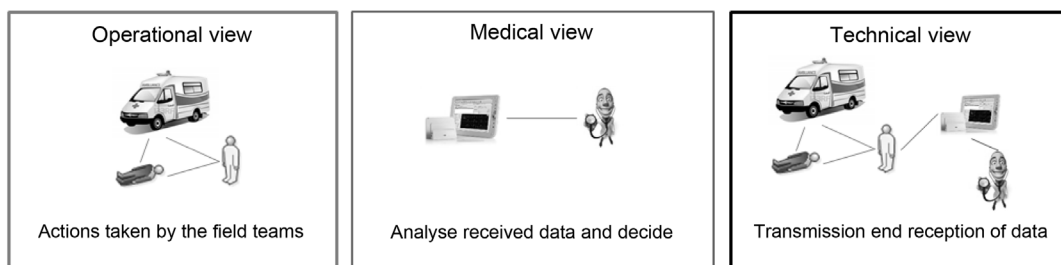 Operational view
Actions taken by the field teams
Medical view
Analyse received data and decide
Technical view
Transmission end reception of data